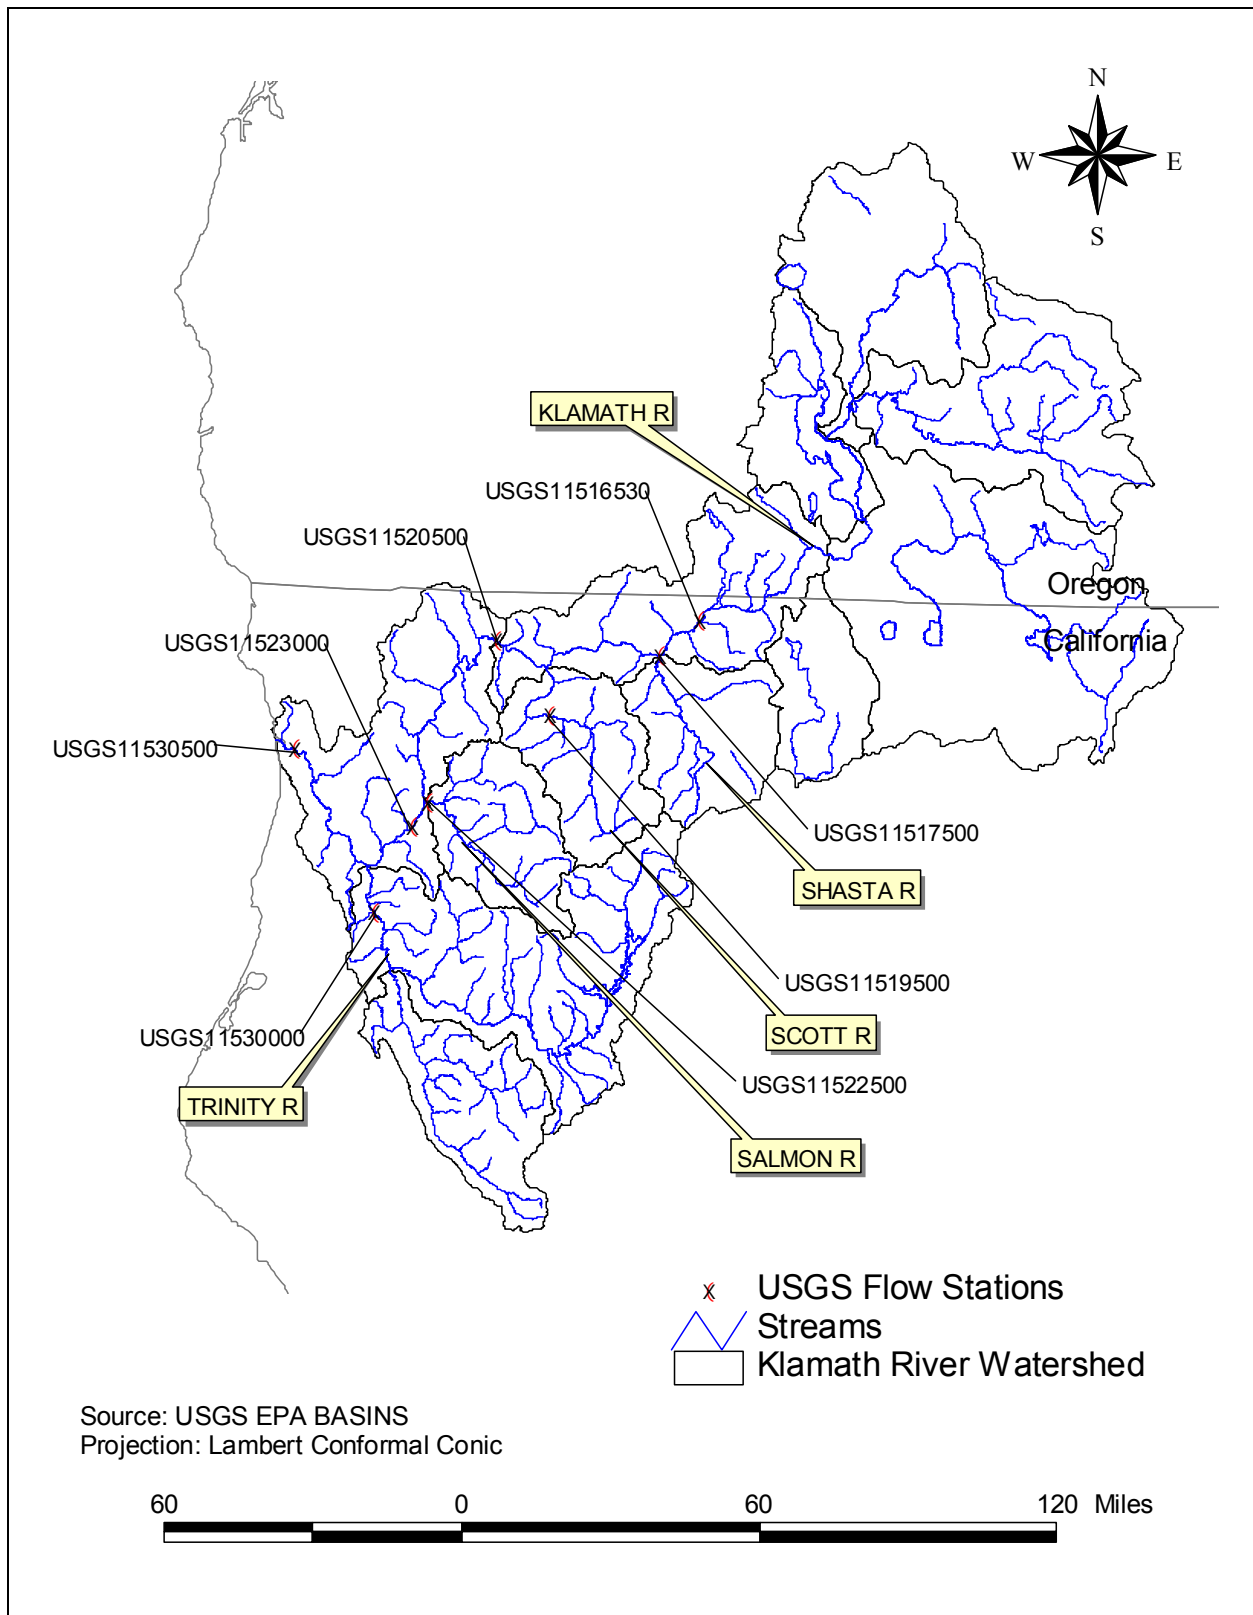 N
W
E
S
KLAMATH R
USGS11516530
USGS11520500
Oregon
California
USGS11523000
USGS11530500
USGS11517500
SHASTA R
USGS11519500
SCOTT R
USGS11530000
USGS11522500
TRINITY R
SALMON R
USGS Flow Stations
Streams
Klamath River Watershed
Source: USGS EPA BASINS
Projection: Lambert Conformal Conic
60 0 60 120 Miles